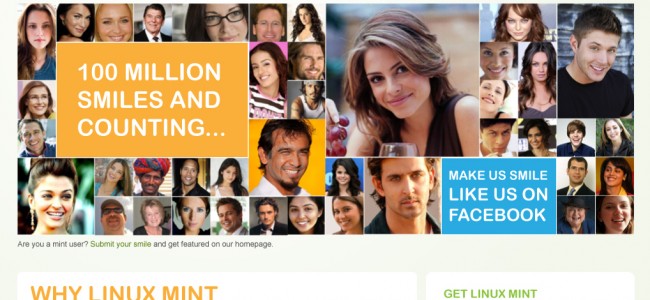 100 MILLION
SMILES AND
COUNTING...
MAKE US SMILE
LIKE US ON
FACEBOOK
Are you a mint user? Submit your smile and get featured on our homepage.
WHY LINUX MINT
GET LINUX MINT